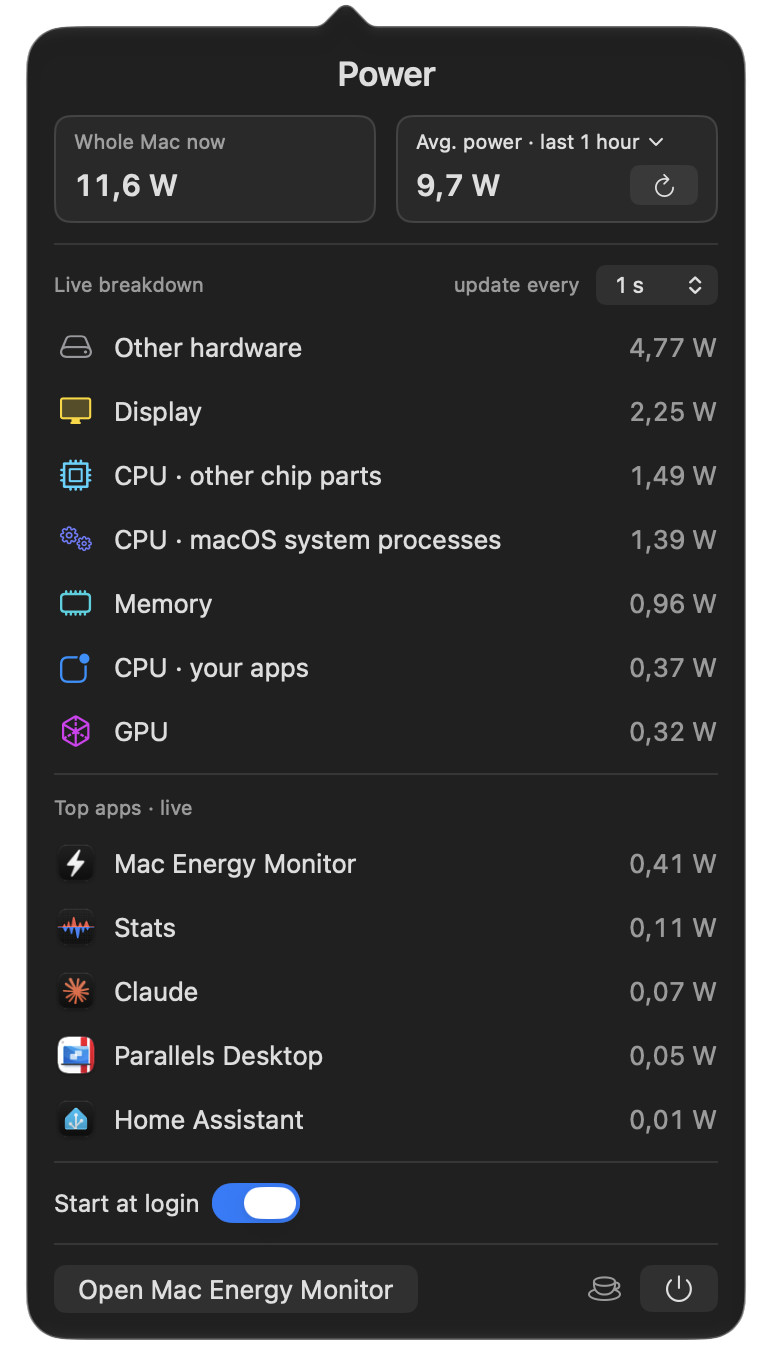 Power
Whole Mac now
11,6 W
Avg. power · last 1 hour
9,7 W
Live breakdown
update every
1 s
Other hardware 4,77 W
Display 2,25 W
CPU · other chip parts 1,49 W
CPU · macOS system processes 1,39 W
Memory 0,96 W
CPU · your apps 0,37 W
GPU 0,32 W
Top apps · live
Mac Energy Monitor 0,41 W
Stats 0,11 W
Claude 0,07 W
Parallels Desktop 0,05 W
Home Assistant 0,01 W
Start at login
Open Mac Energy Monitor